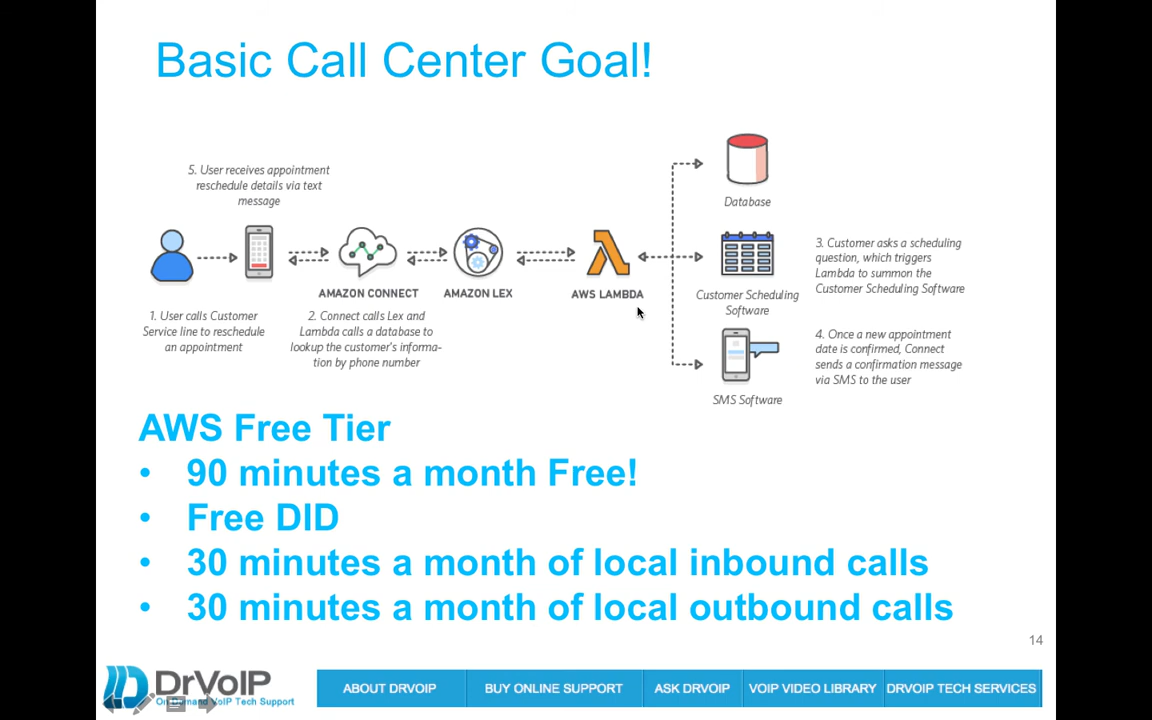 Basic Call Center Goal!
5. User receives appointment
reschedule details via text
message
AMAZON CONNECT
AMAZON LEX
AWS LAMBDA
Database
Customer Scheduling
Software
SMS Software
1. User calls Customer
Service line to reschedule
an appointment
2. Connect calls Lex and
Lambda calls a database to
lookup the customer's informa-
tion by phone number
3. Customer asks a scheduling
question, which triggers
Lambda to summon the
Customer Scheduling Software
4. Once a new appointment
date is confirmed, Connect
sends a confirmation message
via SMS to the user
AWS Free Tier
• 90 minutes a month Free!
• Free DID
• 30 minutes a month of local inbound calls
• 30 minutes a month of local outbound calls
14
DrVoIP
On Demand VoIP Tech Support
ABOUT DRVOIP
BUY ONLINE SUPPORT
ASK DRVOIP
VOIP VIDEO LIBRARY
DRVOIP TECH SERVICES